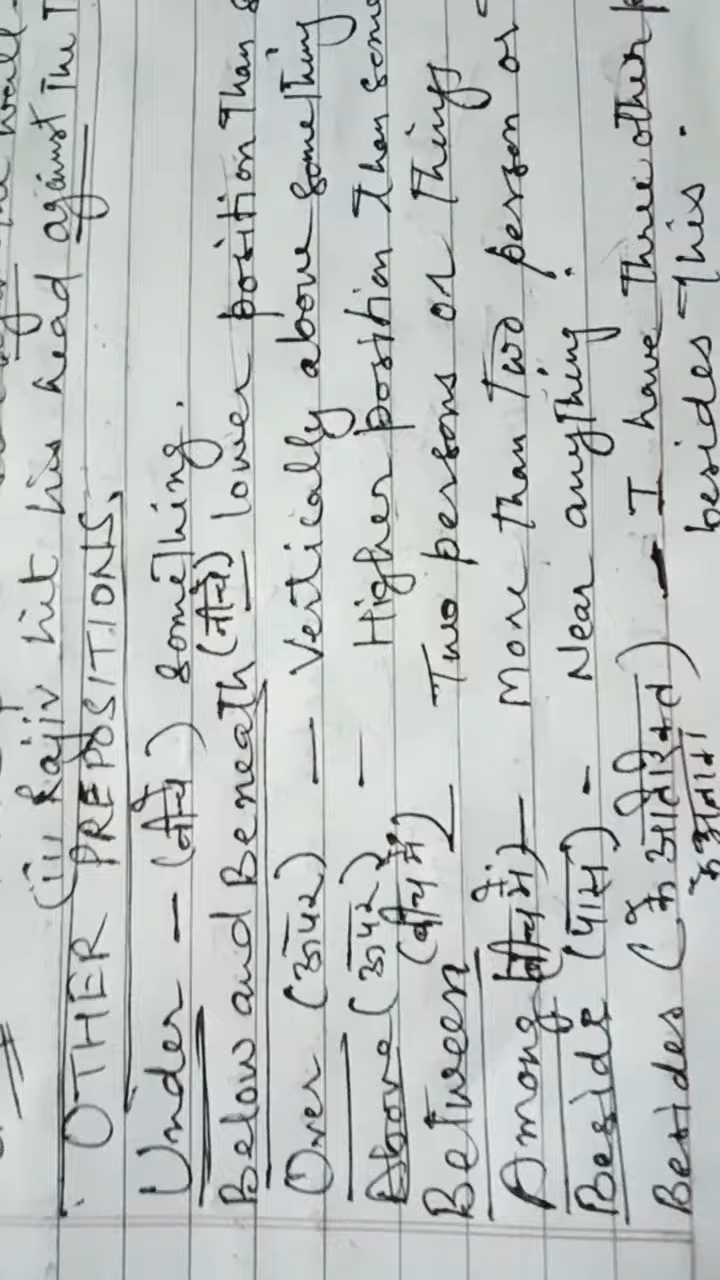 (iii Rajiv hit his head against The
OTHER PREPOSITIONS
Under - (नीचे) something.
Below and Beneath (नीचे) lower position Than
Over (ऊपर) - Vertically above something
Above (ऊपर) - Higher position Than some
Between (बीच में) - Two persons or Things
Among (बीच में) - More than Two person or
Beside (पास) - Near anything.
Besides (के अतिरिक्त) - I have Three other
के अलावा besides This.